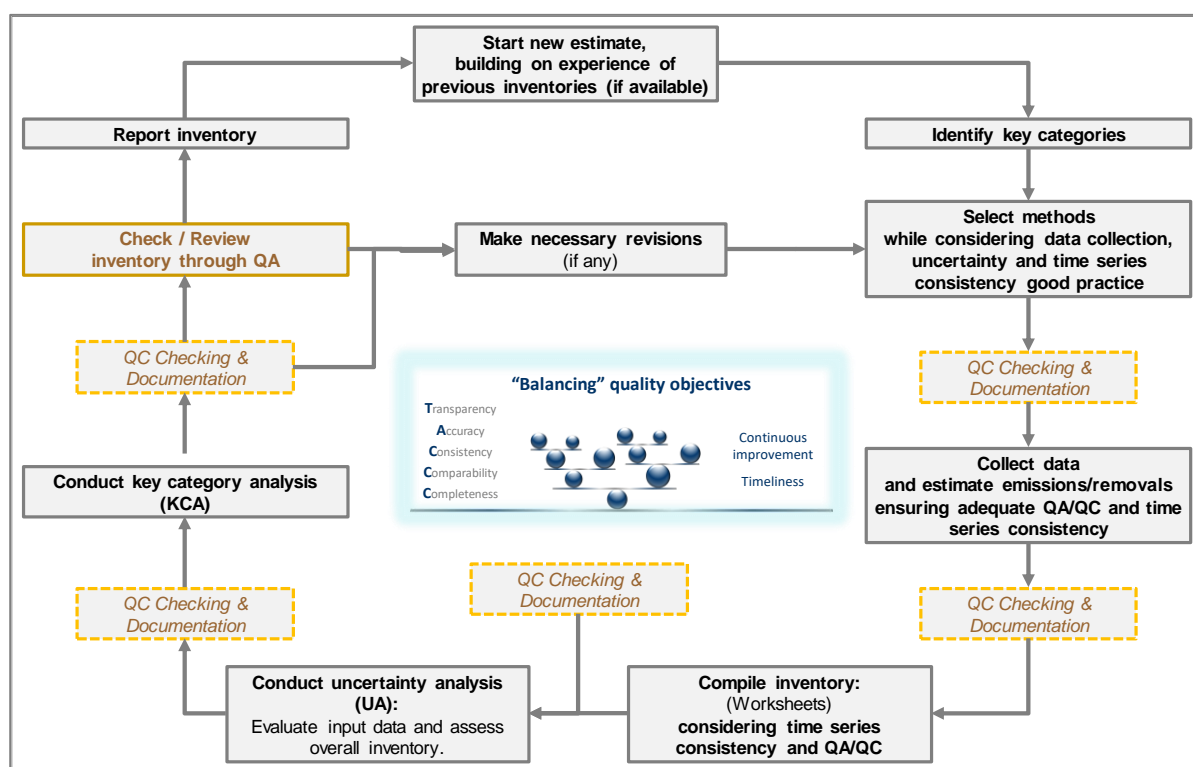 Start new estimate,
building on experience of
previous inventories (if available)
Report inventory
Identify key categories
Check / Review
inventory through QA
Make necessary revisions
(if any)
Select methods
while considering data collection,
uncertainty and time series
consistency good practice
QC Checking &
Documentation
QC Checking &
Documentation
“Balancing” quality objectives
Transparency
Accuracy
Consistency
Comparability
Completeness
Continuous
improvement
Timeliness
Conduct key category analysis
(KCA)
Collect data
and estimate emissions/removals
ensuring adequate QA/QC and time
series consistency
QC Checking &
Documentation
QC Checking &
Documentation
QC Checking &
Documentation
Conduct uncertainty analysis
(UA):
Evaluate input data and assess
overall inventory.
Compile inventory:
(Worksheets)
considering time series
consistency and QA/QC